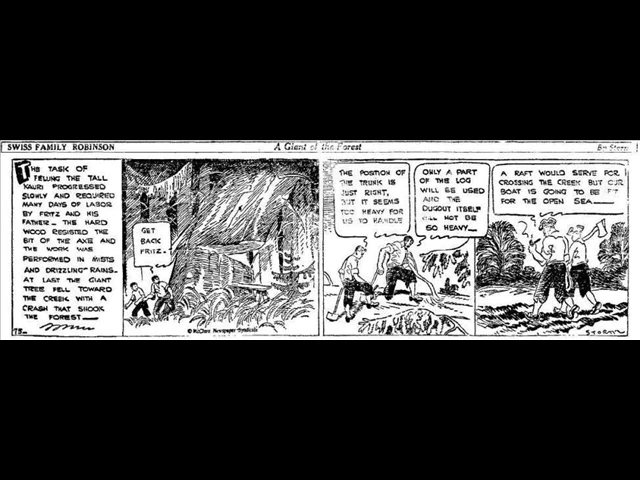 SWISS FAMILY ROBINSON
A Giant of the Forest
By Storm
THE TASK OF
FELLING THE TALL
KAURI PROGRESSED
SLOWLY AND REQUIRED
MANY DAYS OF LABOR
BY FRITZ AND HIS
FATHER — THE HARD
WOOD RESISTED THE
BIT OF THE AXE AND
THE WORK WAS
PERFORMED IN MISTS
AND DRIZZLING RAINS —
AT LAST THE GIANT
TREE FELL TOWARD
THE CREEK WITH A
CRASH THAT SHOOK
THE FOREST —
75
GET
BACK
FRITZ.
© McClure Newspaper Syndicate
THE POSITION OF
THE TRUNK IS
JUST RIGHT,
BUT IT SEEMS
TOO HEAVY FOR
US TO HANDLE
ONLY A PART
OF THE LOG
WILL BE USED
AND THE
DUGOUT ITSELF
WILL NOT BE
SO HEAVY —
A RAFT WOULD SERVE FOR
CROSSING THE CREEK BUT OUR
BOAT IS GOING TO BE FIT
FOR THE OPEN SEA —
STORM